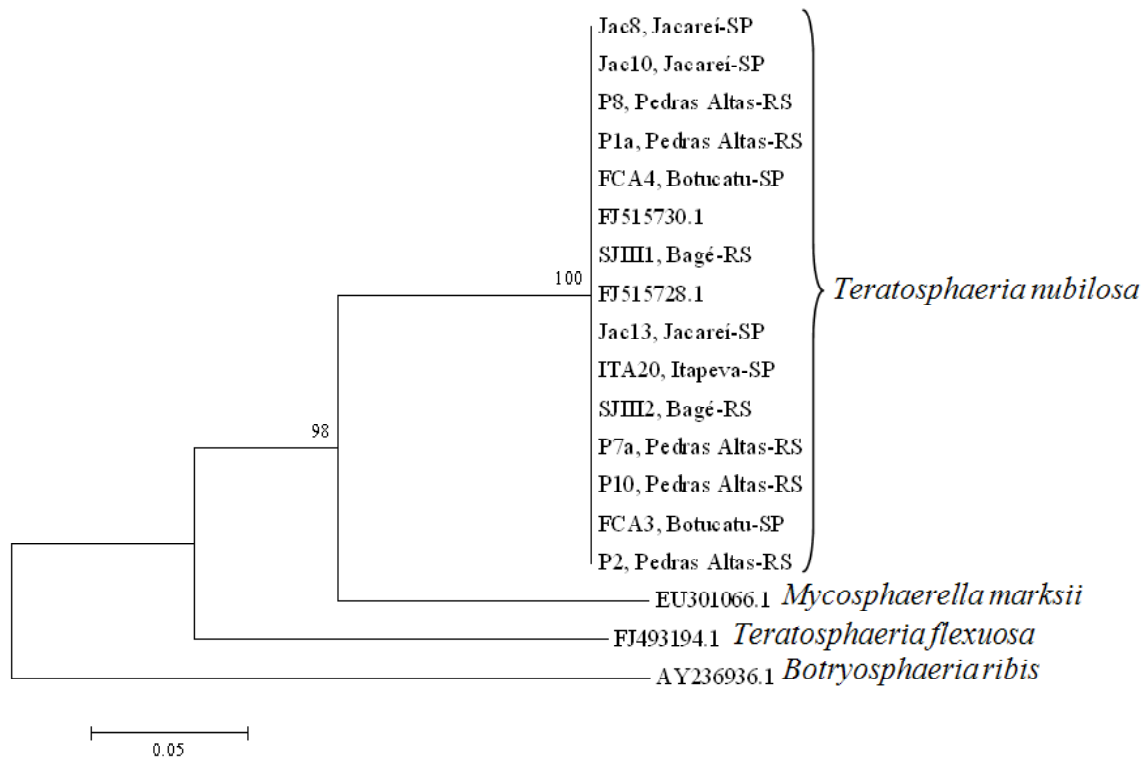 Jac8, Jacareí-SP
Jac10, Jacareí-SP
P8, Pedras Altas-RS
P1a, Pedras Altas-RS
FCA4, Botucatu-SP
FJ515730.1
SJIII1, Bagé-RS
100
FJ515728.1
Teratosphaeria nubilosa
Jac13, Jacareí-SP
ITA20, Itapeva-SP
SJIII2, Bagé-RS
98
P7a, Pedras Altas-RS
P10, Pedras Altas-RS
FCA3, Botucatu-SP
P2, Pedras Altas-RS
EU301066.1 Mycosphaerella marksii
FJ493194.1 Teratosphaeria flexuosa
AY236936.1 Botryosphaeria ribis
0.05